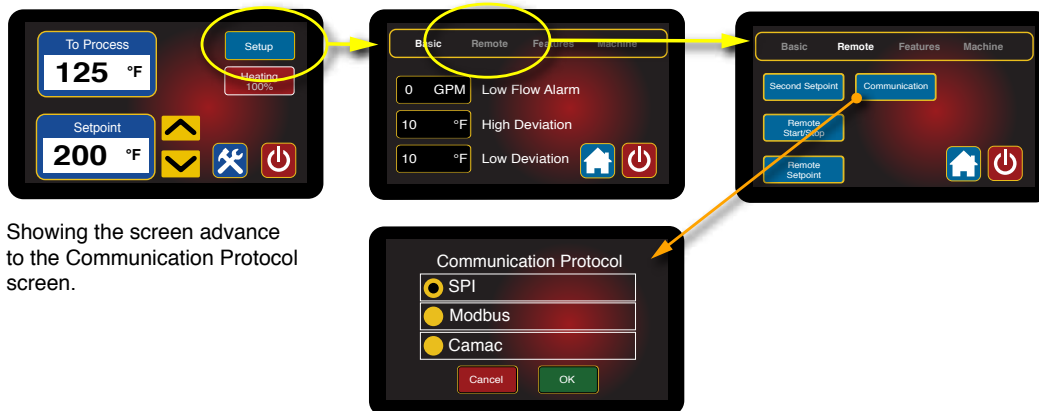 To Process
125 °F
Setup
Heating
100%
Setpoint
200 °F
Basic Remote Features Machine
0 GPM Low Flow Alarm
10 °F High Deviation
10 °F Low Deviation
Basic Remote Features Machine
Second Setpoint Communication
Remote
Start/Stop
Remote
Setpoint
Showing the screen advance
to the Communication Protocol
screen.
Communication Protocol
SPI
Modbus
Camac
Cancel OK